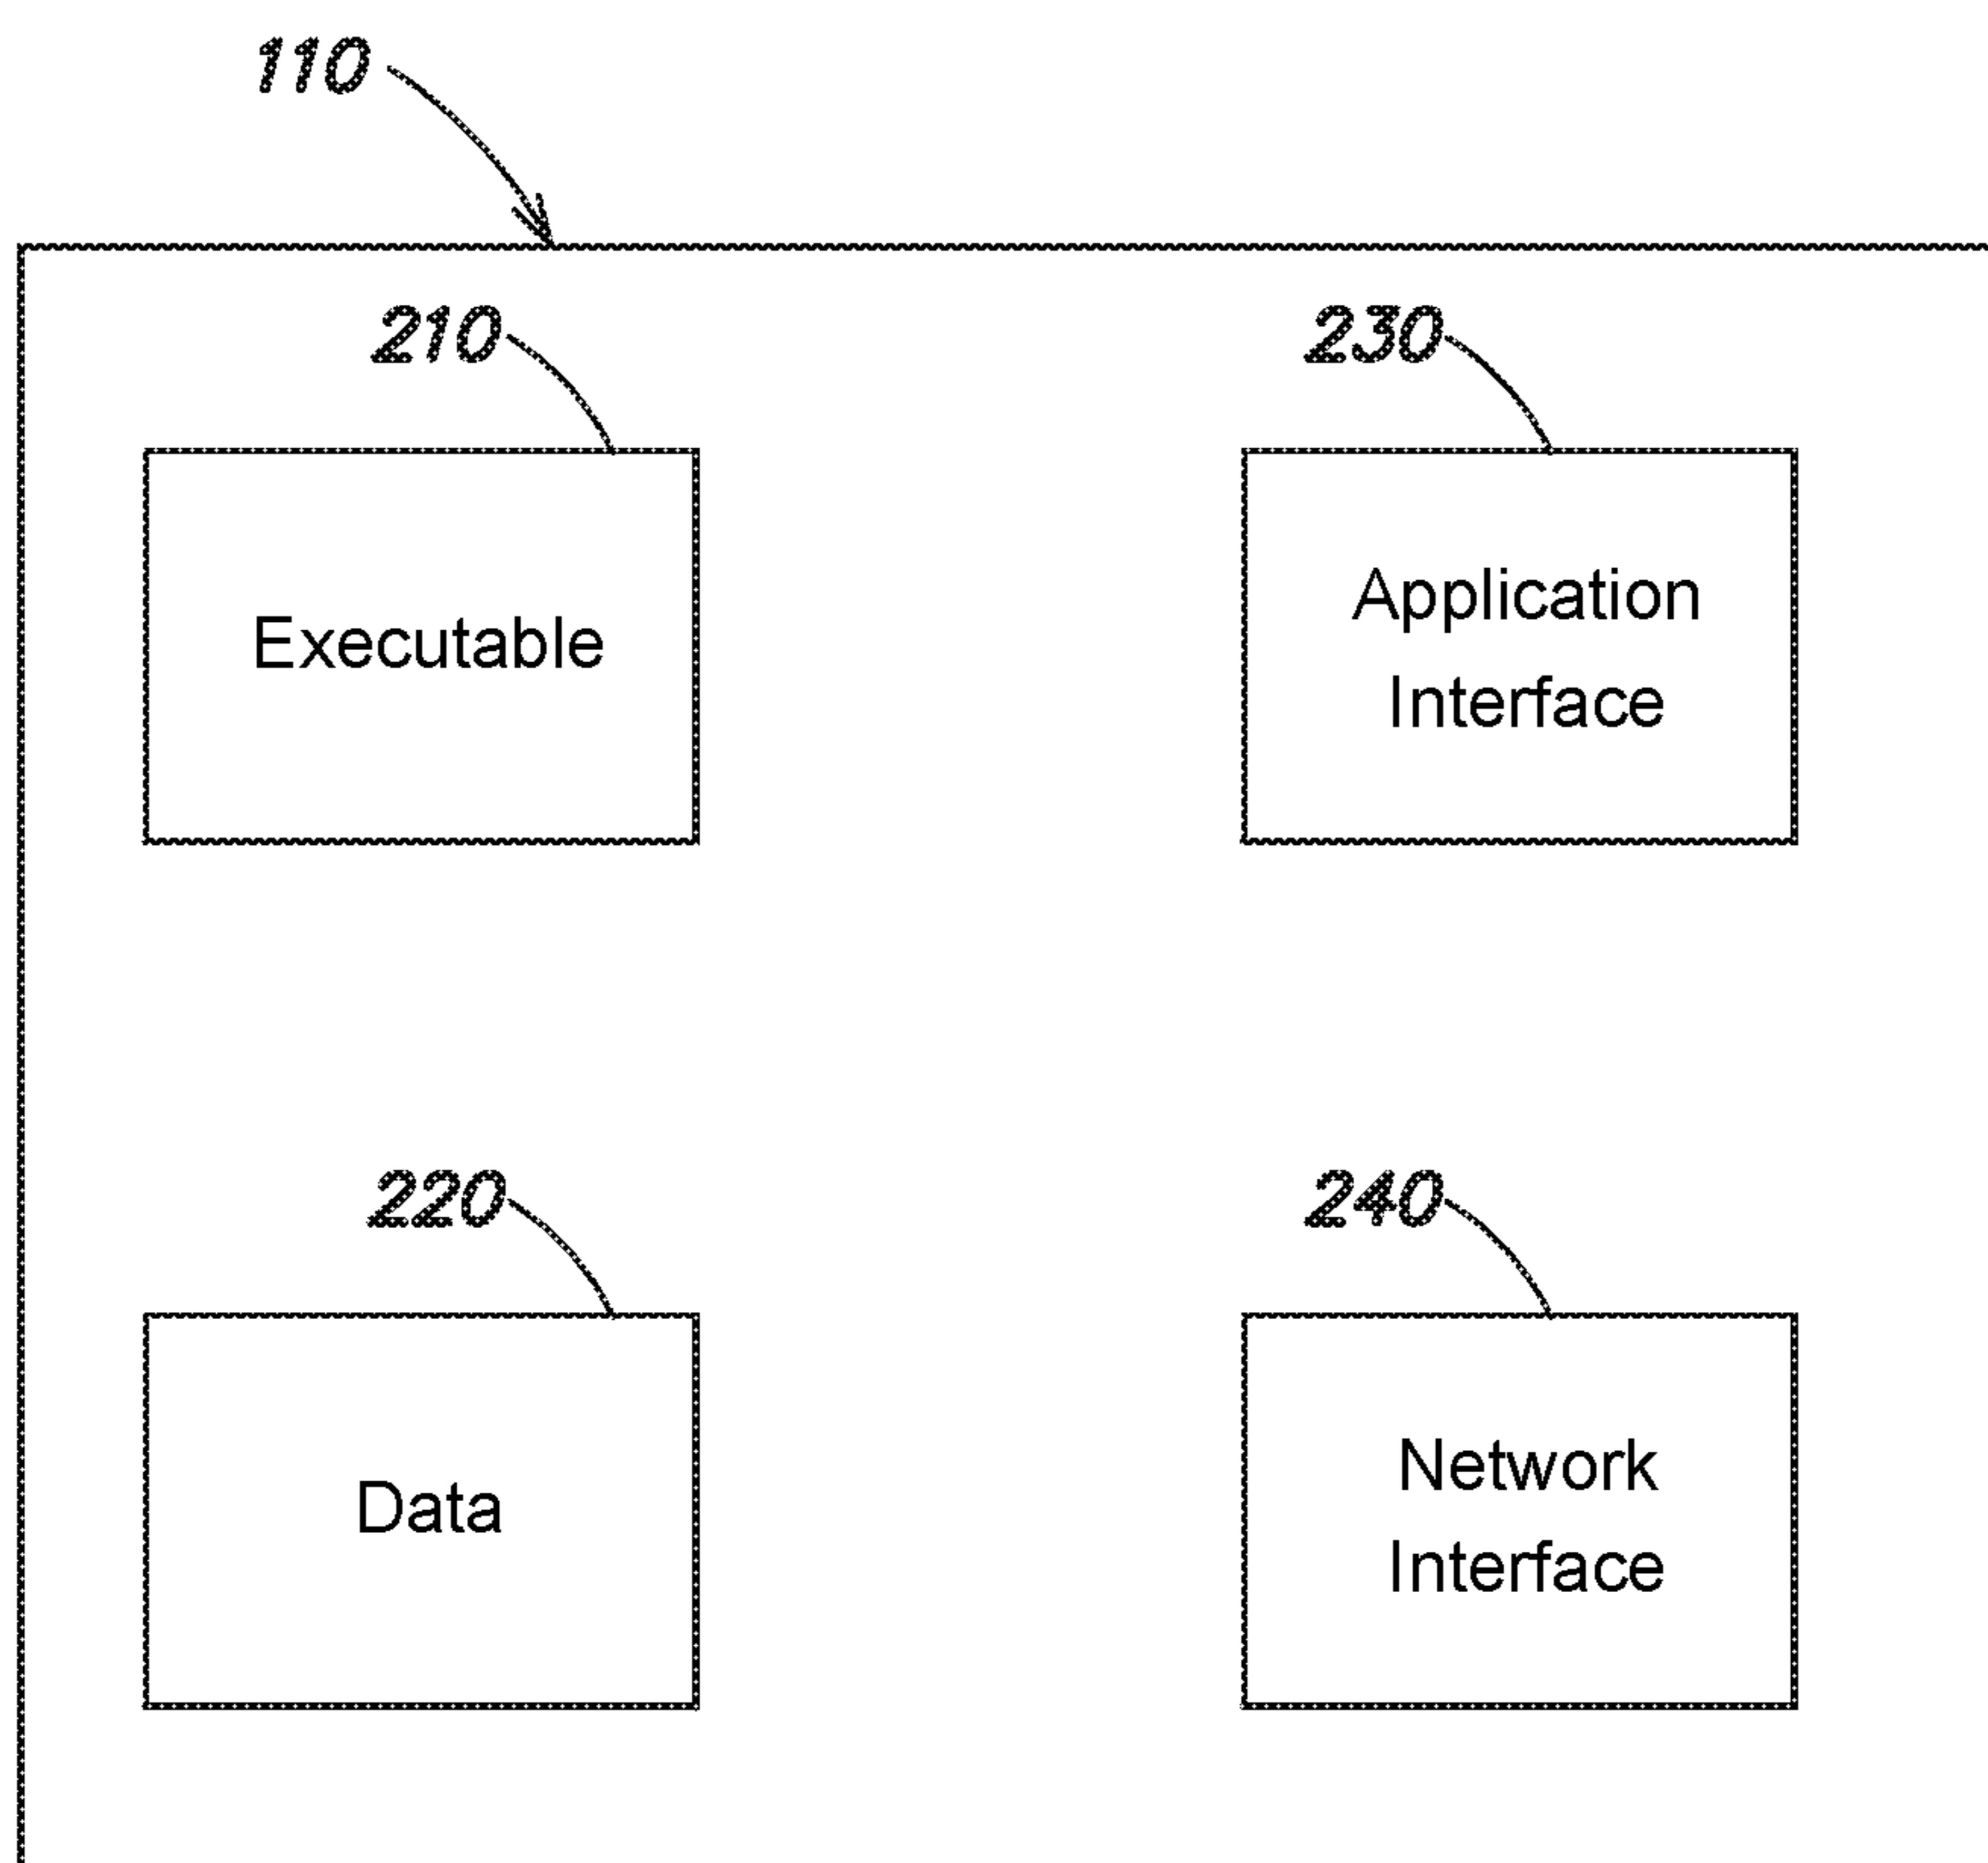 110
210
230
Executable
Application
Interface
220
240
Data
Network
Interface